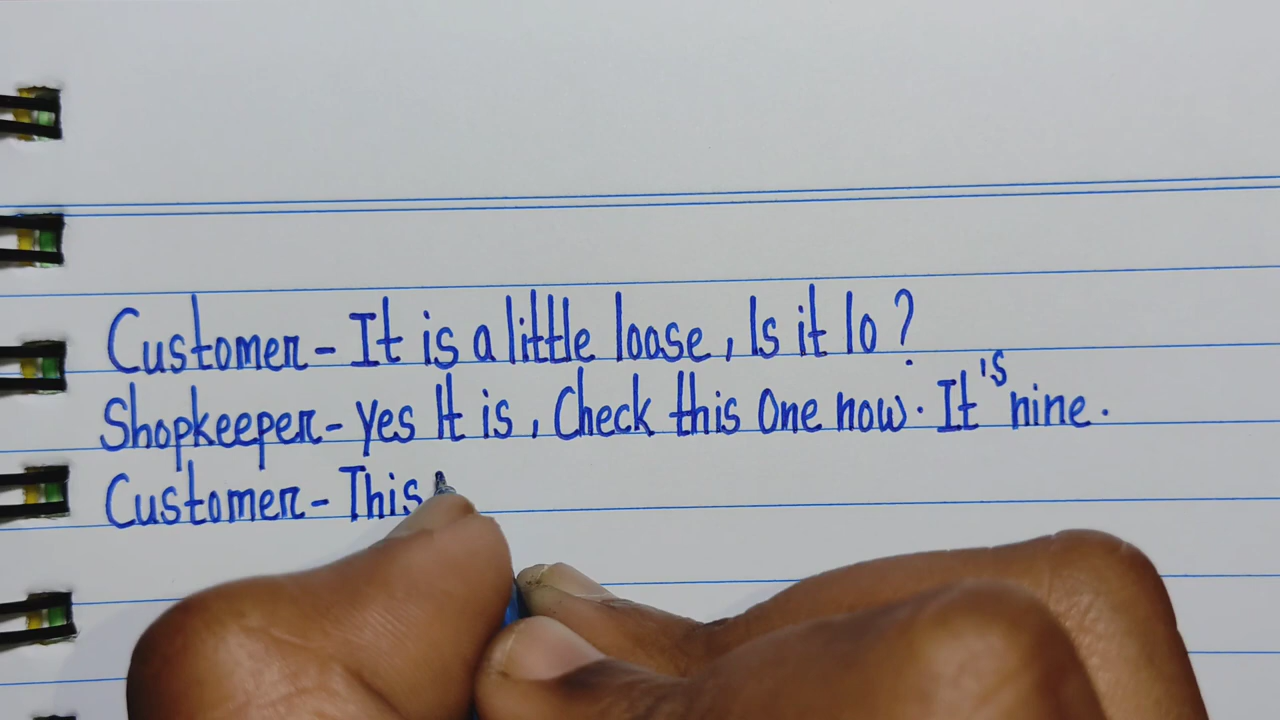 Customer - It is a little loose, Is it 10 ?
Shopkeeper - yes It is, Check this One now. It's nine.
Customer - This